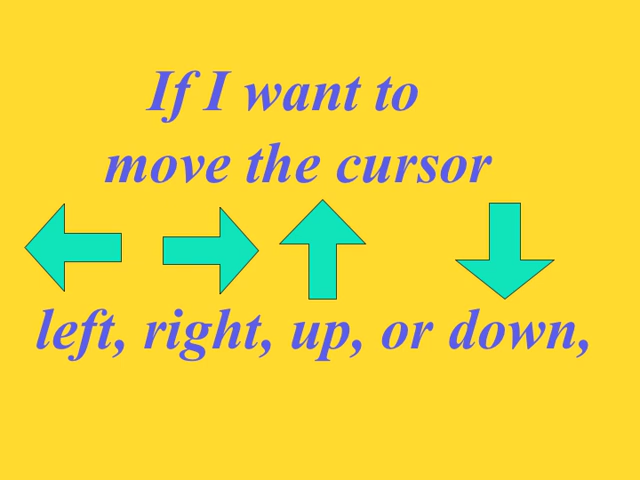 If I want to
move the cursor
left, right, up, or down,